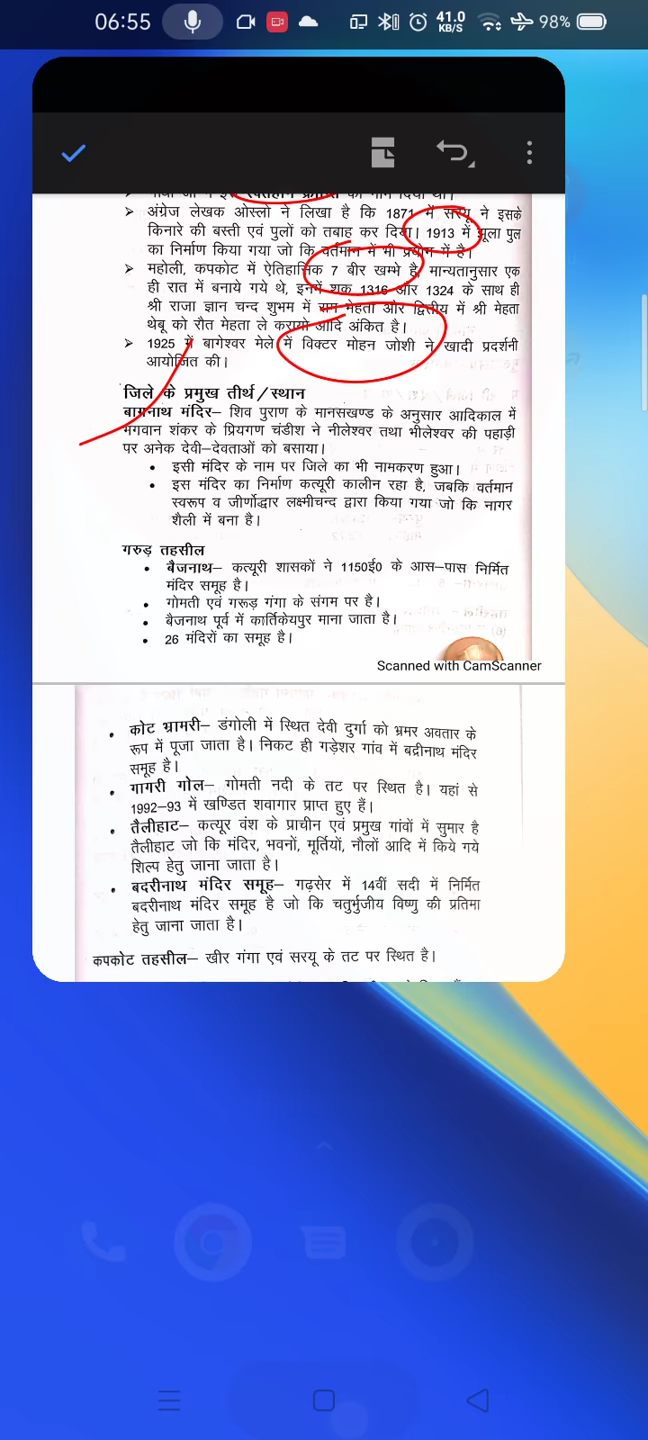 06:55
41.0
KB/S
98%
रक्तहीन क्रान्ति का नाम दिया था।
➢ अंग्रेज लेखक ओस्लो ने लिखा है कि 1871 में सरयू ने इसके
किनारे की बस्ती एवं पुलों को तबाह कर दिया। 1913 में झूला पुल
का निर्माण किया गया जो कि वर्तमान में भी प्रयोग में है।
➢ महोली, कपकोट में ऐतिहासिक 7 बीर खम्भे है, मान्यतानुसार एक
ही रात में बनाये गये थे, इनमें शक 1316 और 1324 के साथ ही
श्री राजा ज्ञान चन्द शुभम में राम मेहता और द्वितीय में श्री मेहता
थेबू को रौत मेहता ले करायो आदि अंकित है।
➢ 1925 में बागेश्वर मेले में विक्टर मोहन जोशी ने खादी प्रदर्शनी
आयोजित की।
जिले के प्रमुख तीर्थ/स्थान
बागनाथ मंदिर– शिव पुराण के मानसखण्ड के अनुसार आदिकाल में
भगवान शंकर के प्रियगण चंडीश ने नीलेश्वर तथा भीलेश्वर की पहाड़ी
पर अनेक देवी–देवताओं को बसाया।
• इसी मंदिर के नाम पर जिले का भी नामकरण हुआ।
• इस मंदिर का निर्माण कत्यूरी कालीन रहा है, जबकि वर्तमान
स्वरूप व जीर्णोद्धार लक्ष्मीचन्द द्वारा किया गया जो कि नागर
शैली में बना है।
गरुड़ तहसील
• बैजनाथ– कत्यूरी शासकों ने 1150ई0 के आस–पास निर्मित
मंदिर समूह है।
• गोमती एवं गरूड़ गंगा के संगम पर है।
• बैजनाथ पूर्व में कार्तिकेयपुर माना जाता है।
• 26 मंदिरों का समूह है।
Scanned with CamScanner
• कोट भ्रामरी– डंगोली में स्थित देवी दुर्गा को भ्रमर अवतार के
रूप में पूजा जाता है। निकट ही गड़ेशर गांव में बद्रीनाथ मंदिर
समूह है।
• गागरी गोल– गोमती नदी के तट पर स्थित है। यहां से
1992–93 में खण्डित शवागार प्राप्त हुए हैं।
• तैलीहाट– कत्यूर वंश के प्राचीन एवं प्रमुख गांवों में सुमार है
तैलीहाट जो कि मंदिर, भवनों, मूर्तियों, नौलों आदि में किये गये
शिल्प हेतु जाना जाता है।
• बदरीनाथ मंदिर समूह– गढ़सेर में 14वीं सदी में निर्मित
बदरीनाथ मंदिर समूह है जो कि चतुर्भुजीय विष्णु की प्रतिमा
हेतु जाना जाता है।
कपकोट तहसील– खीर गंगा एवं सरयू के तट पर स्थित है।